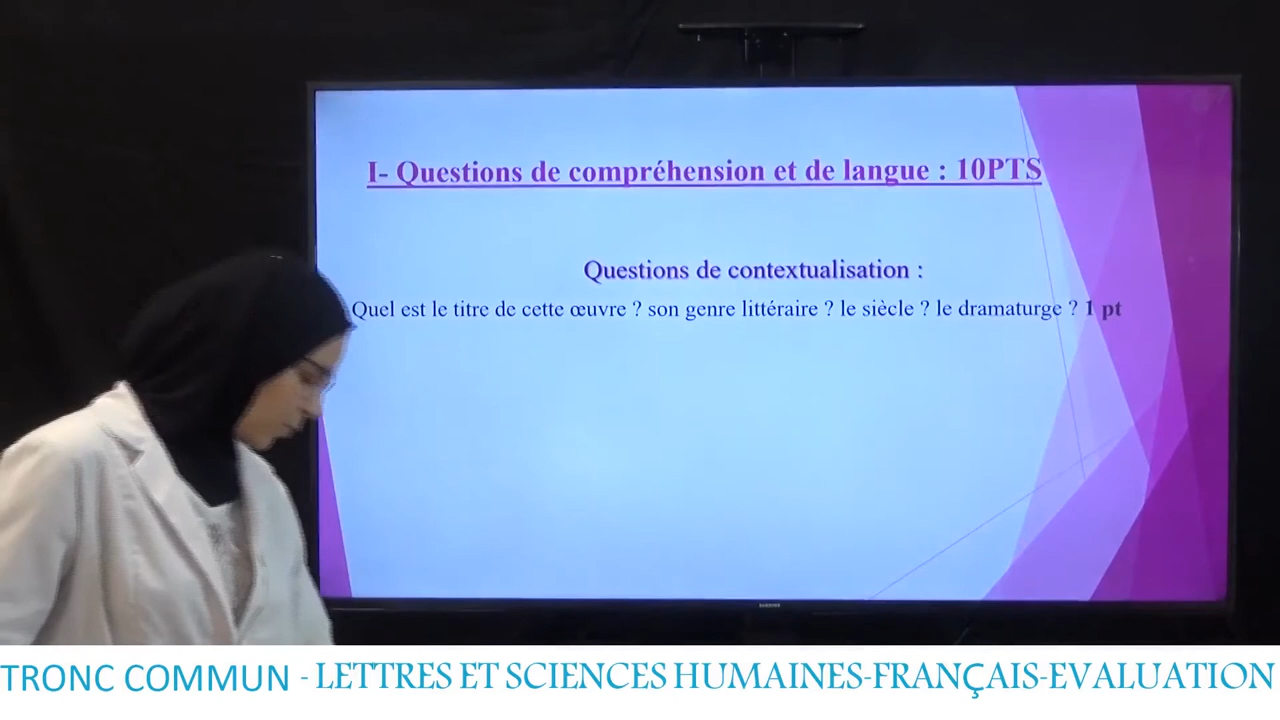 I- Questions de compréhension et de langue : 10PTS
Questions de contextualisation :
Quel est le titre de cette œuvre ? son genre littéraire ? le siècle ? le dramaturge ? 1 pt
TRONC COMMUN - LETTRES ET SCIENCES HUMAINES-FRANÇAIS-EVALUATION